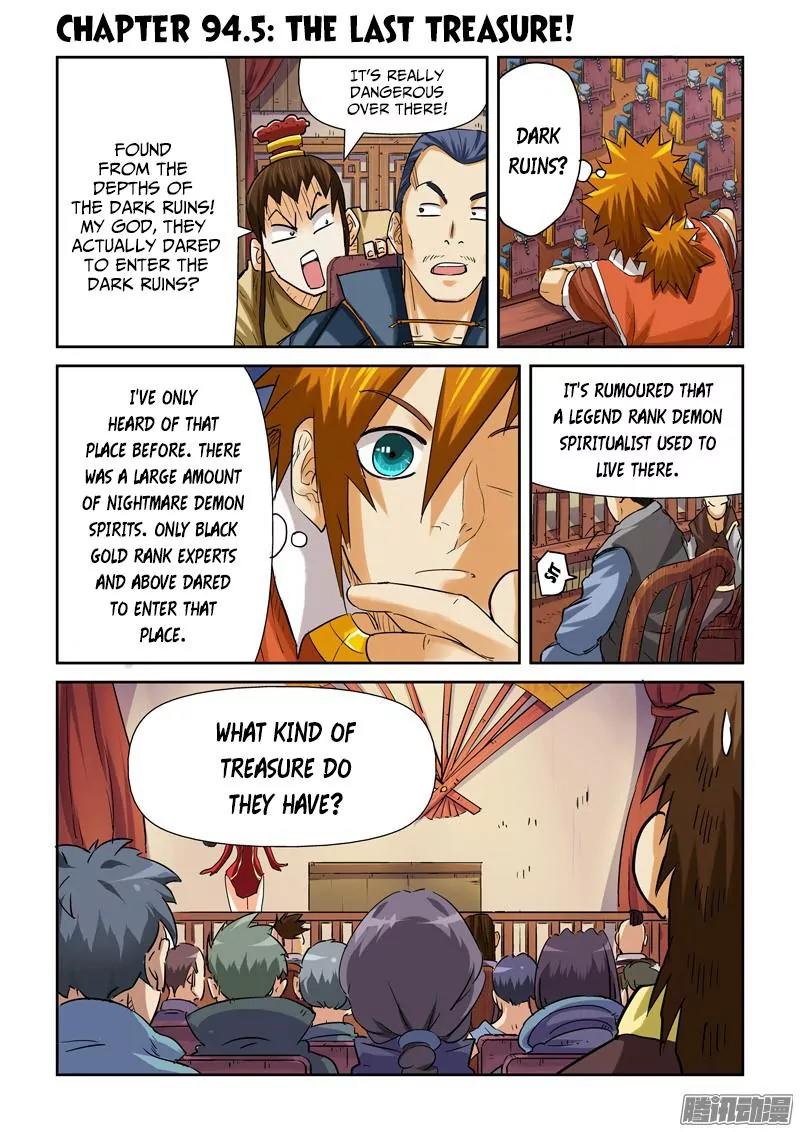 CHAPTER 94.5: THE LAST TREASURE!
FOUND
FROM THE
DEPTHS OF
THE DARK RUINS!
MY GOD, THEY
ACTUALLY DARED
TO ENTER THE
DARK RUINS?
IT'S REALLY
DANGEROUS
OVER THERE!
DARK
RUINS?
I'VE ONLY
HEARD OF THAT
PLACE BEFORE. THERE
WAS A LARGE AMOUNT
OF NIGHTMARE DEMON
SPIRITS. ONLY BLACK
GOLD RANK EXPERTS
AND ABOVE DARED
TO ENTER THAT
PLACE.
IT'S RUMOURED THAT
A LEGEND RANK DEMON
SPIRITUALIST USED TO
LIVE THERE.
SIT
WHAT KIND OF
TREASURE DO
THEY HAVE?
腾讯动漫